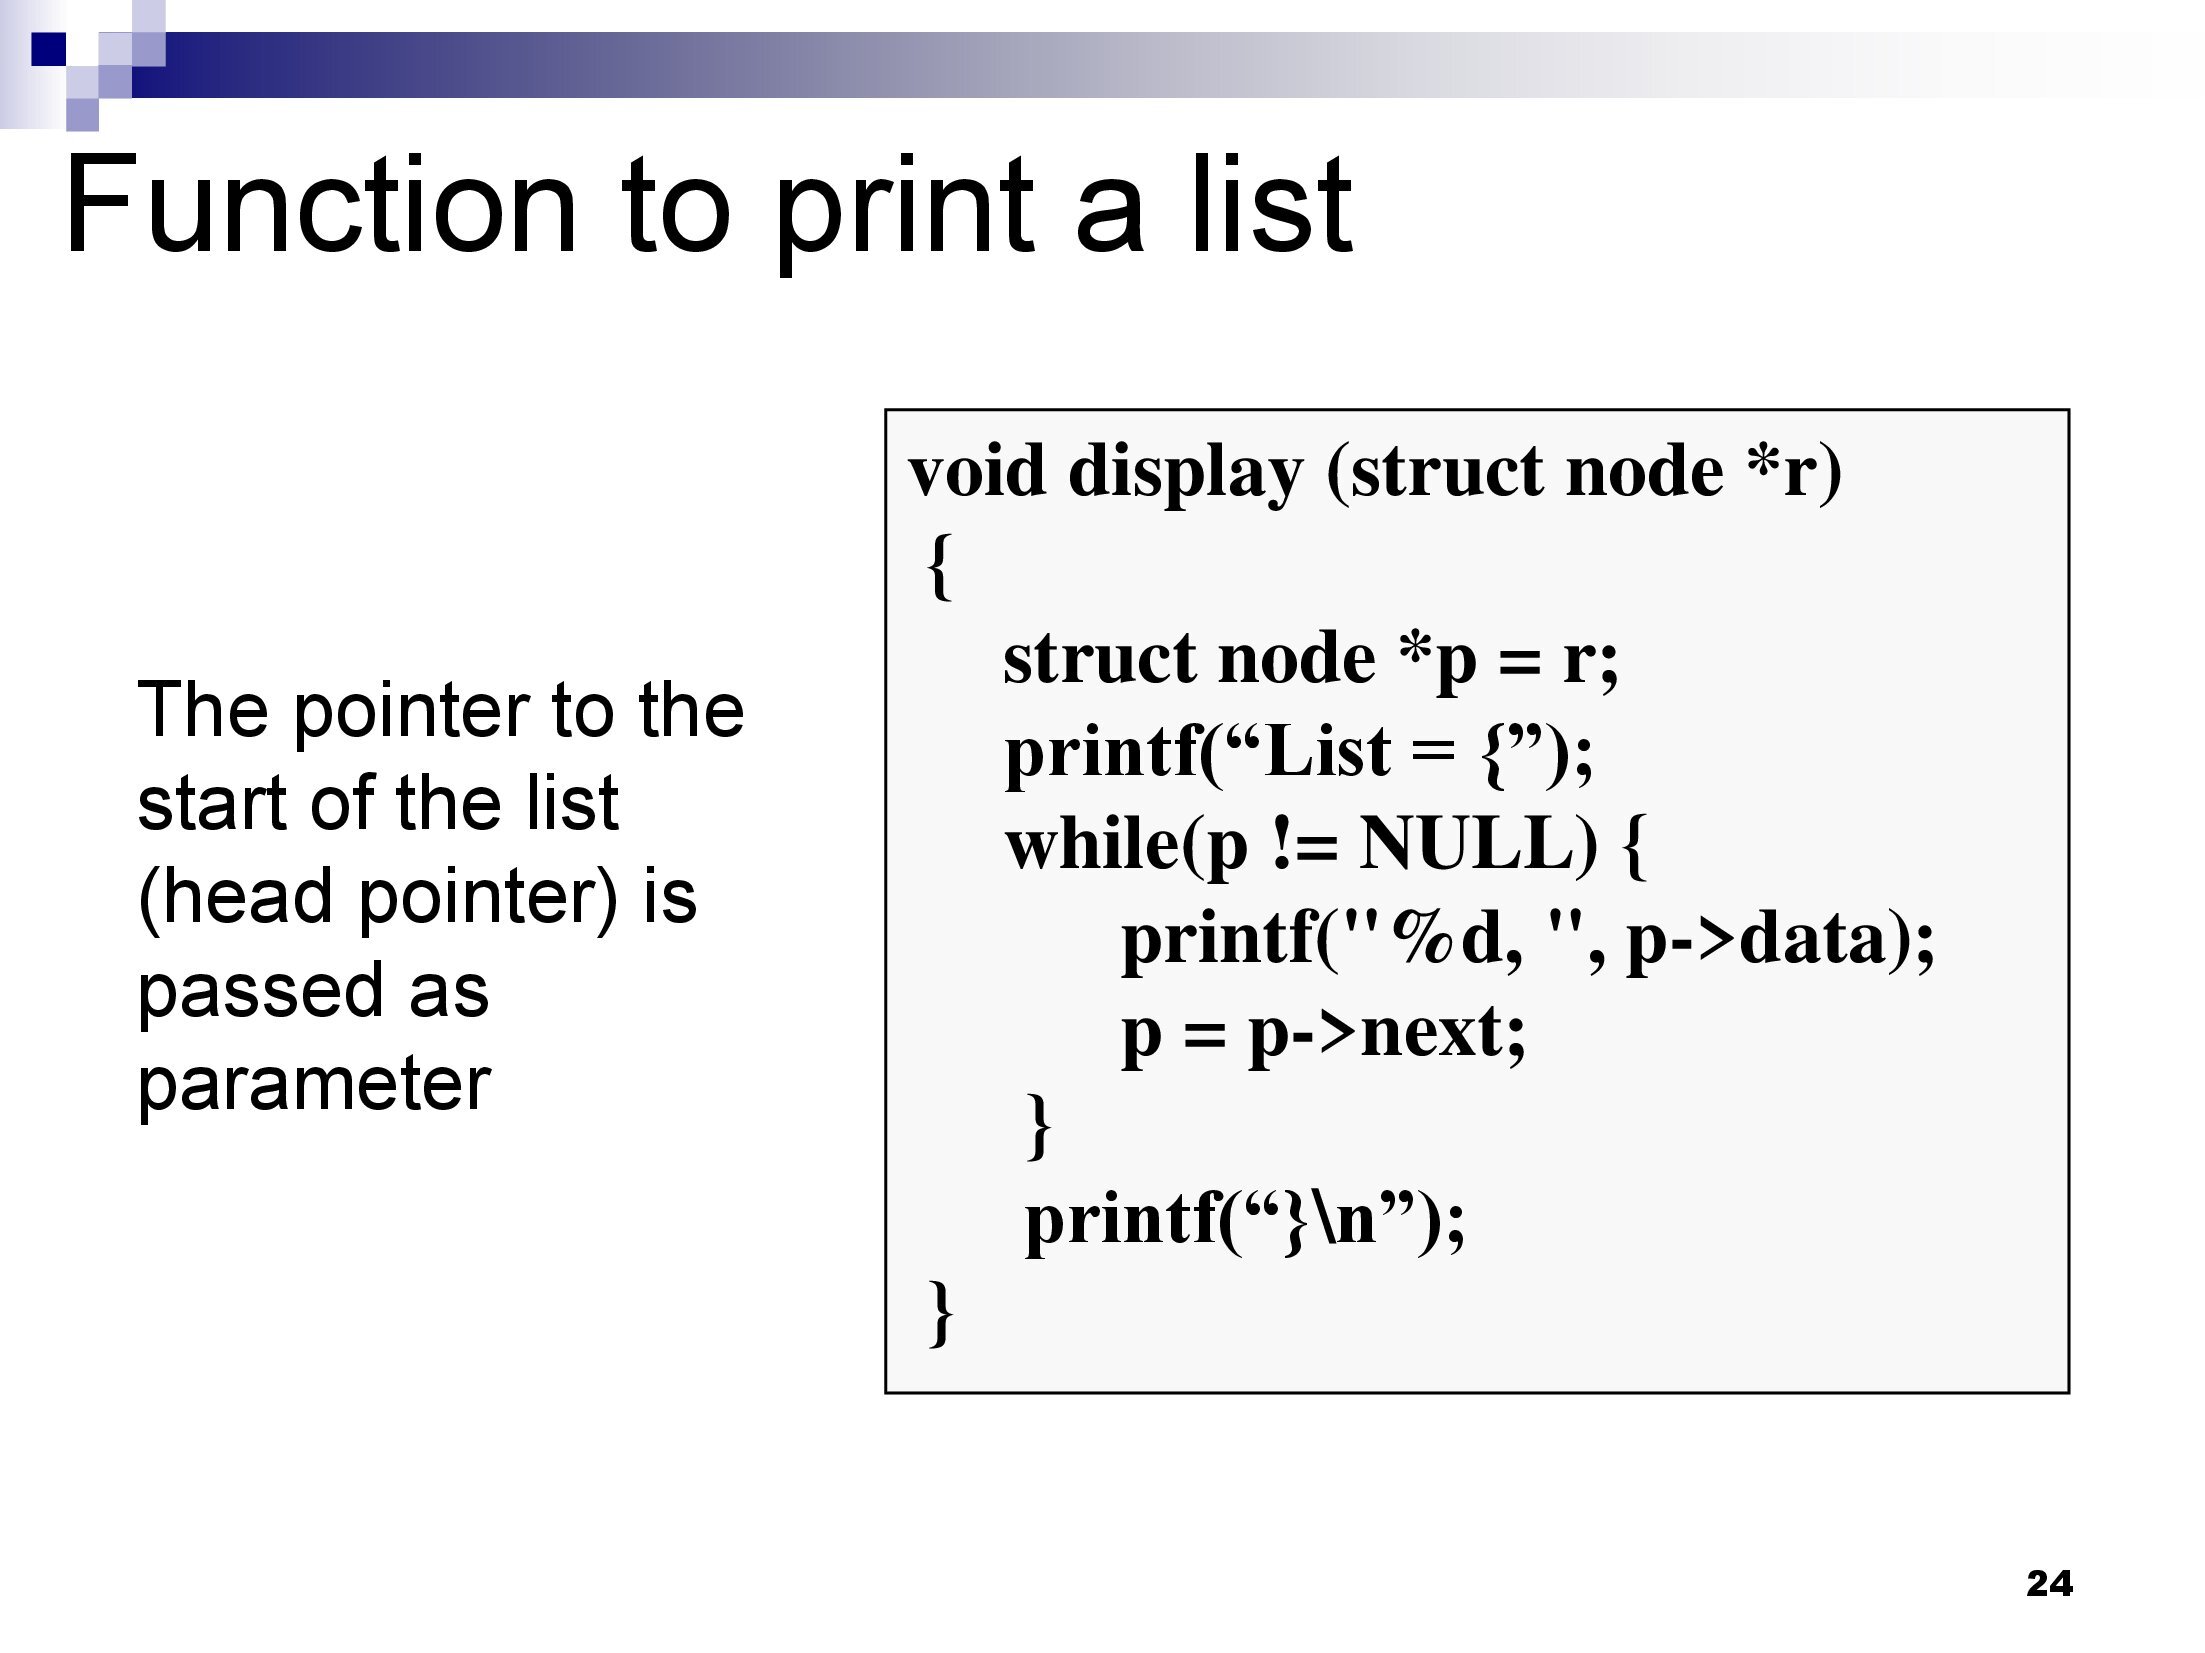 Function to print a list
The pointer to the
start of the list
(head pointer) is
passed as
parameter
void display (struct node *r)
{
struct node *p = r;
printf(“List = {”);
while(p != NULL) {
printf("%d, ", p->data);
p = p->next;
}
printf(“}\n”);
}
24